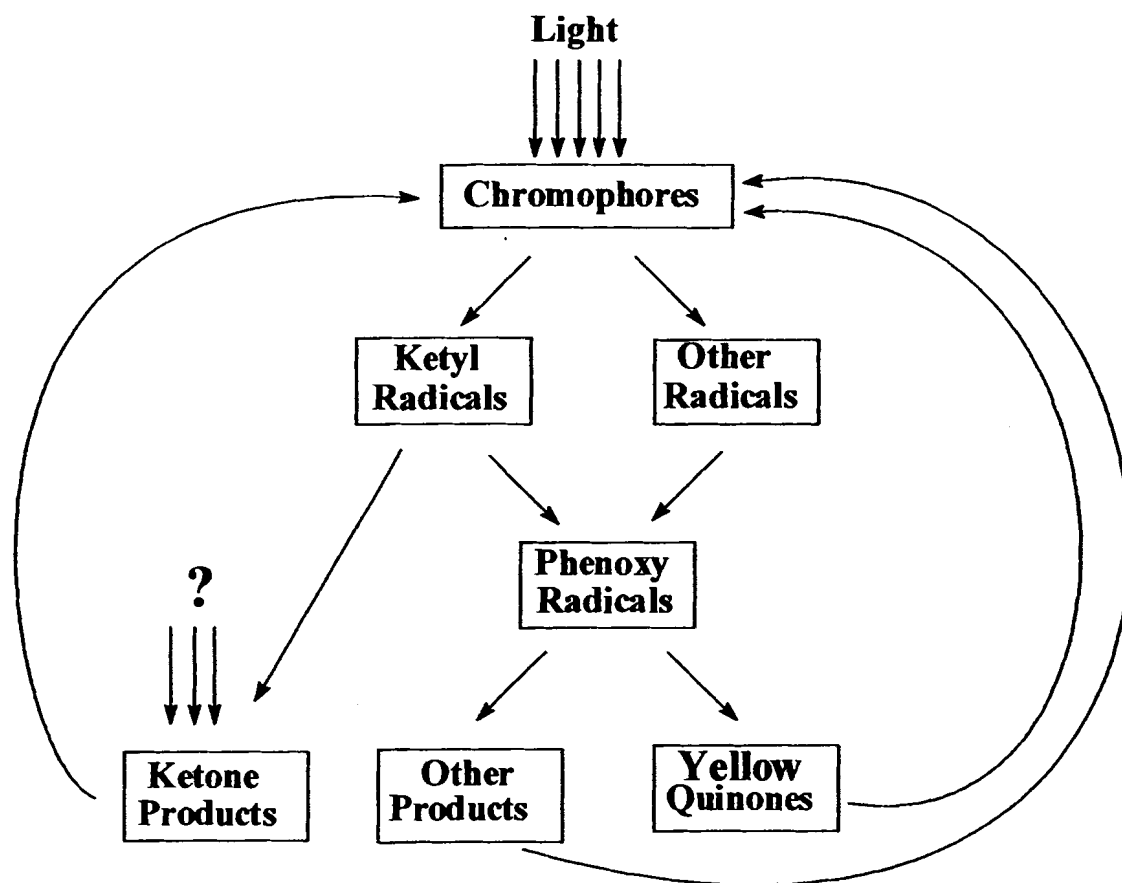 Light
Chromophores
Ketyl
Radicals
Other
Radicals
Phenoxy
Radicals
?
Ketone
Products
Other
Products
Yellow
Quinones